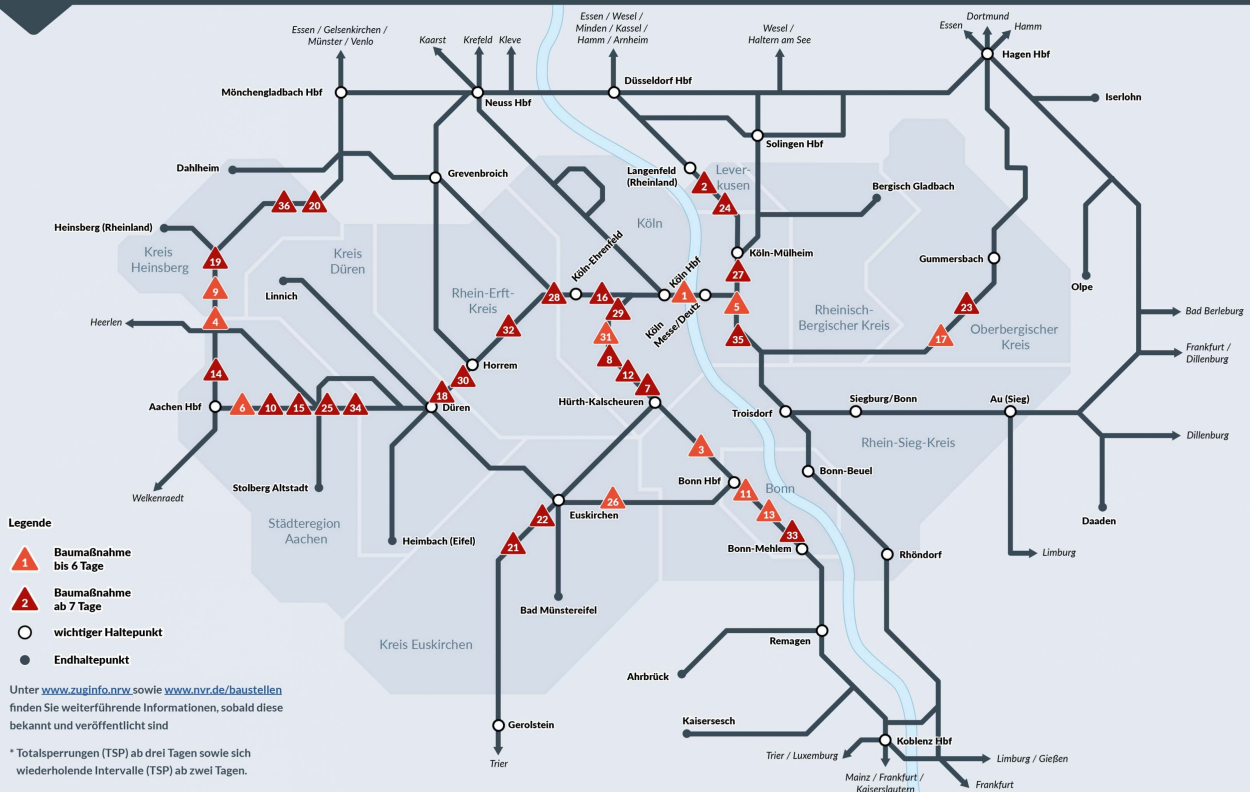 Essen / Gelsenkirchen /
Münster / Venlo
Kaarst
Krefeld
Kleve
Essen / Wesel /
Minden / Kassel /
Hamm / Arnheim
Wesel /
Haltern am See
Dortmund
Essen
Hamm
Hagen Hbf
Mönchengladbach Hbf
Neuss Hbf
Düsseldorf Hbf
Iserlohn
Solingen Hbf
Dahlheim
Grevenbroich
Langenfeld
(Rheinland)
Lever-
kusen
2
24
Bergisch Gladbach
36
20
Heinsberg (Rheinland)
Köln
Kreis
Heinsberg
19
Kreis
Düren
Köln-Ehrenfeld
Köln Hbf
Köln-Mülheim
27
Gummersbach
Olpe
9
Linnich
Rhein-Erft-
Kreis
28
16
29
1
5
Köln
Messe/Deutz
Rheinisch-
Bergischer Kreis
23
Bad Berleburg
Heerlen
4
32
31
35
17
Oberbergischer
Kreis
Frankfurt /
Dillenburg
14
Horrem
30
18
8
12
7
Aachen Hbf
6
10
15
25
34
Düren
Hürth-Kalscheuren
Troisdorf
Siegburg/Bonn
Au (Sieg)
Dillenburg
3
Rhein-Sieg-Kreis
Welkenraedt
Stolberg Altstadt
Bonn Hbf
11
Bonn
Bonn-Beuel
Euskirchen
26
13
22
33
21
Daaden
Städteregion
Aachen
Heimbach (Eifel)
Bonn-Mehlem
Rhöndorf
Limburg
Bad Münstereifel
Kreis Euskirchen
Remagen
Ahrbrück
Gerolstein
Kaisersesch
Koblenz Hbf
Trier
Trier / Luxemburg
Limburg / Gießen
Mainz / Frankfurt /
Kaiserslautern
Frankfurt
Legende
1
Baumaßnahme
bis 6 Tage
2
Baumaßnahme
ab 7 Tage
wichtiger Haltepunkt
Endhaltepunkt
Unter www.zuginfo.nrw sowie www.nvr.de/baustellen
finden Sie weiterführende Informationen, sobald diese
bekannt und veröffentlicht sind
* Totalsperrungen (TSP) ab drei Tagen sowie sich
wiederholende Intervalle (TSP) ab zwei Tagen.